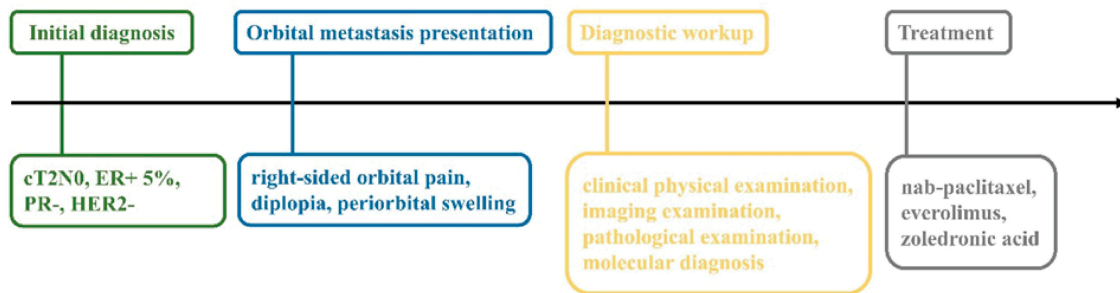 Initial diagnosis
Orbital metastasis presentation
Diagnostic workup
Treatment
cT2N0, ER+ 5%,
PR-, HER2-
right-sided orbital pain,
diplopia, periorbital swelling
clinical physical examination,
imaging examination,
pathological examination,
molecular diagnosis
nab-paclitaxel,
everolimus,
zoledronic acid